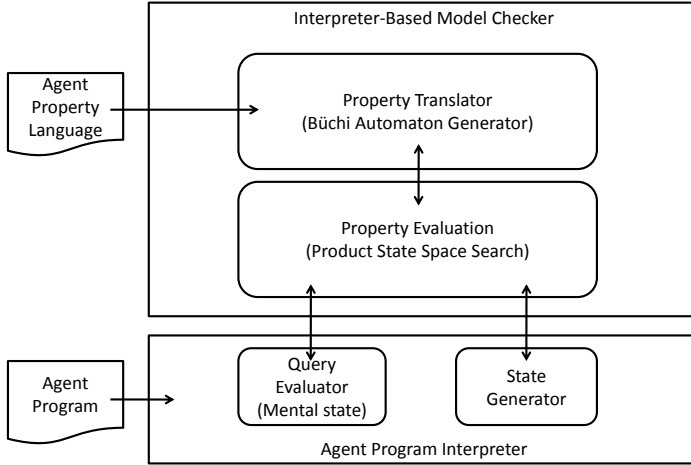 Interpreter-Based Model Checker
Agent
Property
Language
Property Translator
(Büchi Automaton Generator)
Property Evaluation
(Product State Space Search)
Agent
Program
Query
Evaluator
(Mental state)
State
Generator
Agent Program Interpreter